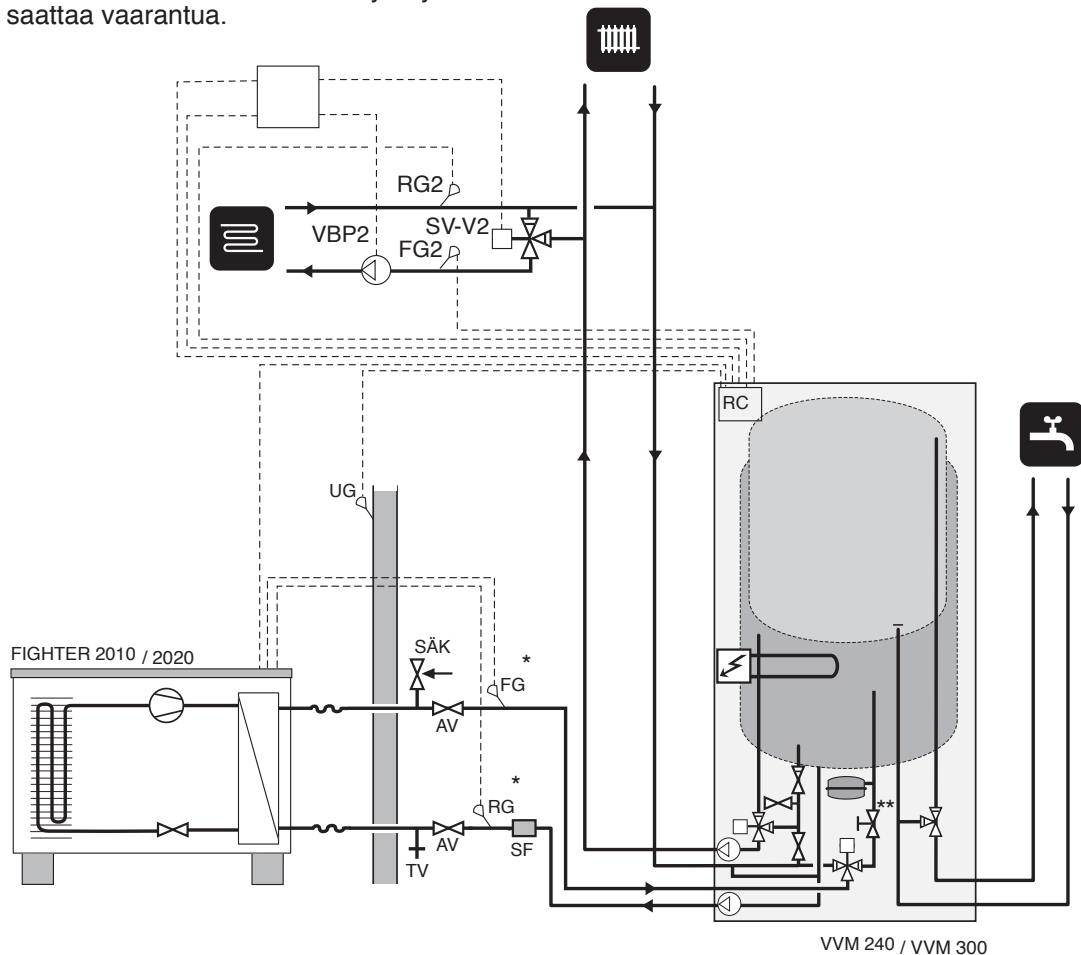 saattaa vaarantua.
RG2
VBP2
SV-V2
FG2
RC
UG
SÄK
FIGHTER 2010 / 2020
*
FG
AV
*
RG
**
TV
AV
SF
VVM 240 / VVM 300